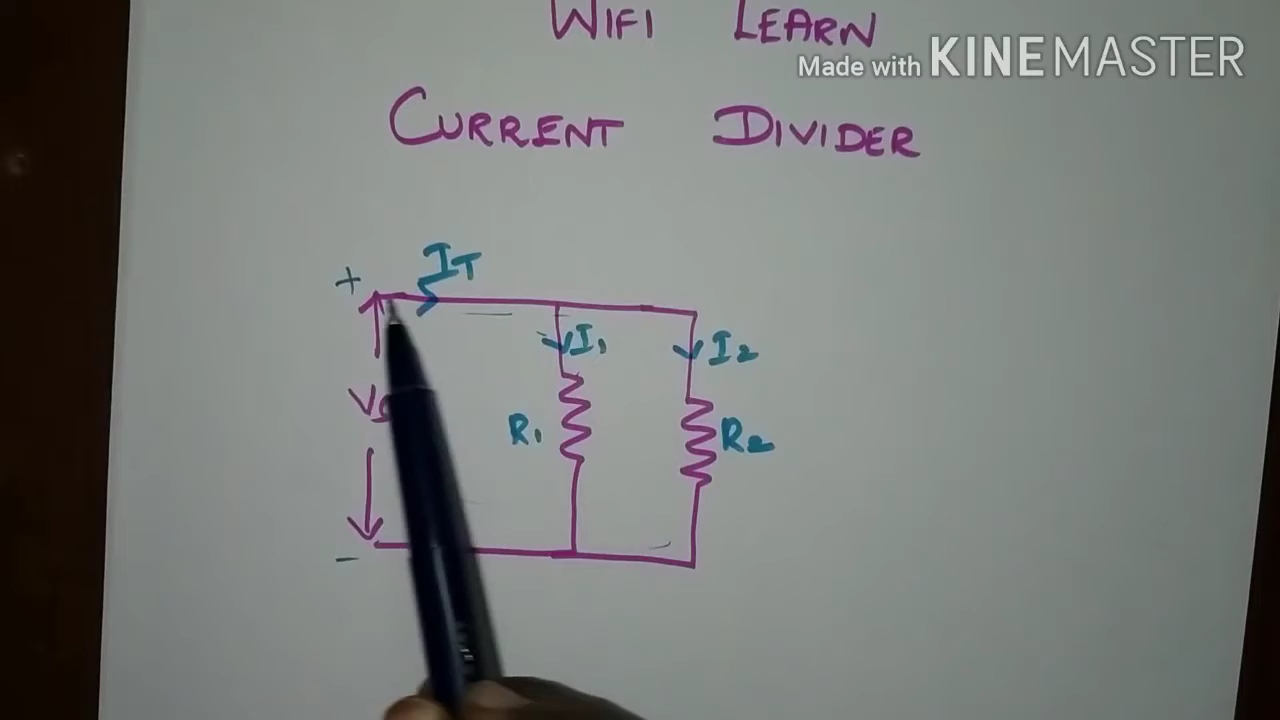 WIFI LEARN
Made with KINEMASTER
CURRENT DIVIDER
+ IT
I1 I2
R1 R2
-